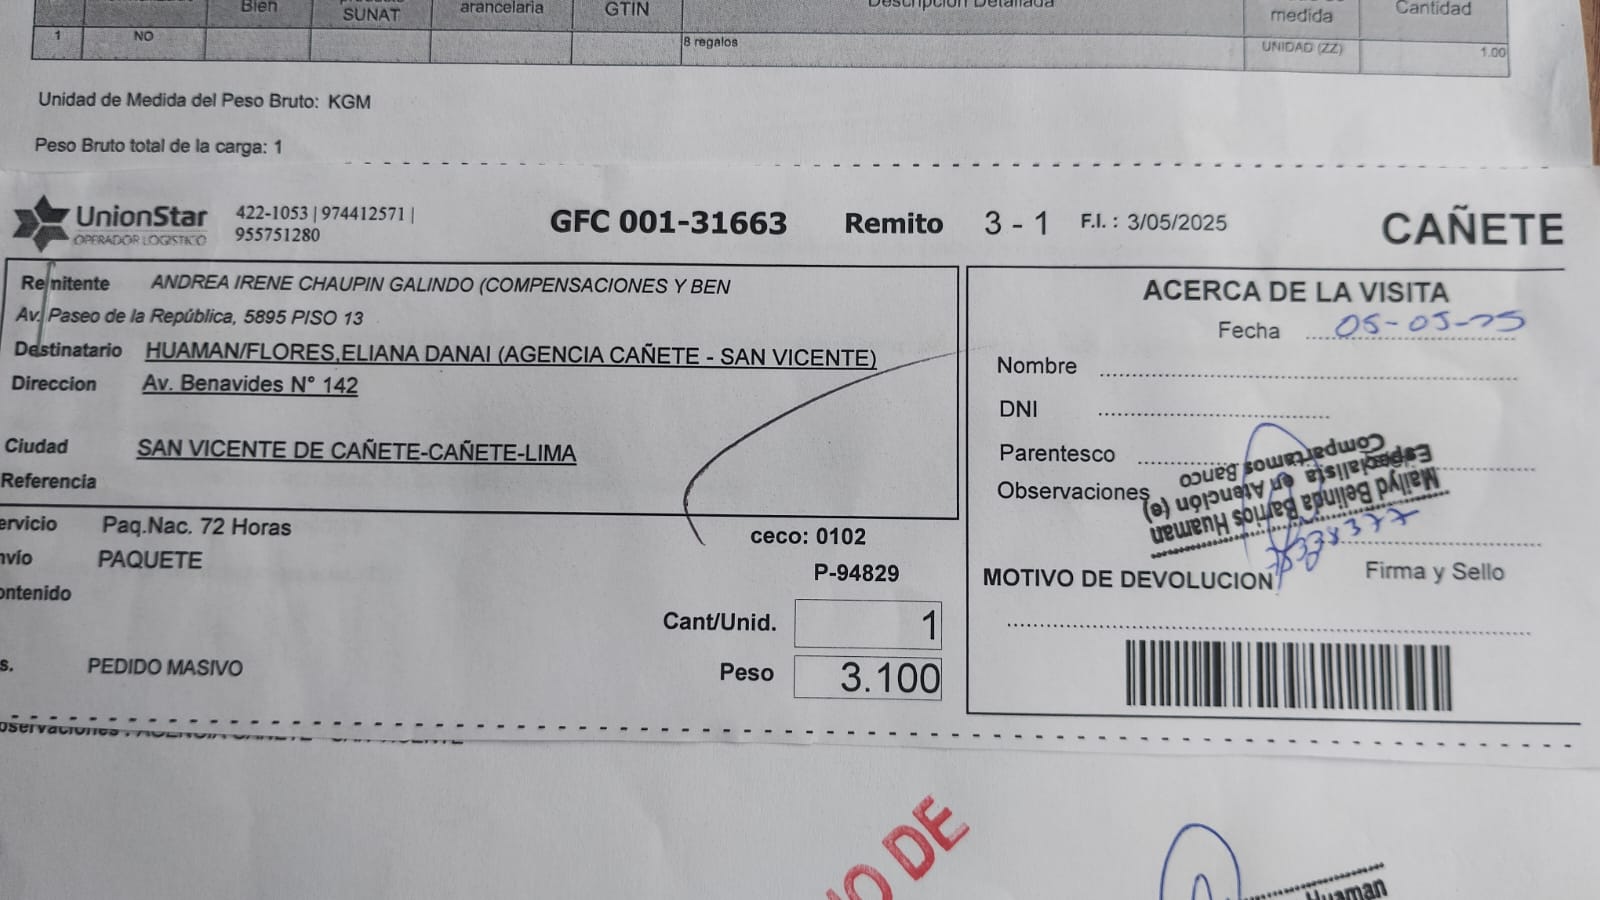 Bien
SUNAT
arancelaria
GTIN
Descripción Detallada
medida
Cantidad
1 NO 8 regalos UNIDAD (ZZ) 1.00
Unidad de Medida del Peso Bruto: KGM
Peso Bruto total de la carga: 1
UnionStar
OPERADOR LOGISTICO
422-1053 | 974412571 |
955751280
GFC 001-31663 Remito 3 - 1 F.I. : 3/05/2025 CAÑETE
Remitente ANDREA IRENE CHAUPIN GALINDO (COMPENSACIONES Y BEN
Av. Paseo de la República, 5895 PISO 13
Destinatario HUAMAN/FLORES,ELIANA DANAI (AGENCIA CAÑETE - SAN VICENTE)
Direccion Av. Benavides N° 142
Ciudad SAN VICENTE DE CAÑETE-CAÑETE-LIMA
Referencia
ervicio Paq.Nac. 72 Horas
nvío PAQUETE
ontenido
s. PEDIDO MASIVO
ceco: 0102
P-94829
Cant/Unid. 1
Peso 3.100
ACERCA DE LA VISITA
Fecha 05-05-25
Nombre
DNI
Parentesco
Observaciones
Mailyd Belinda Barrios Huaman
Especialista en Atención (e)
Compartamos Banco
Firma y Sello
MOTIVO DE DEVOLUCION
O DE
Huaman